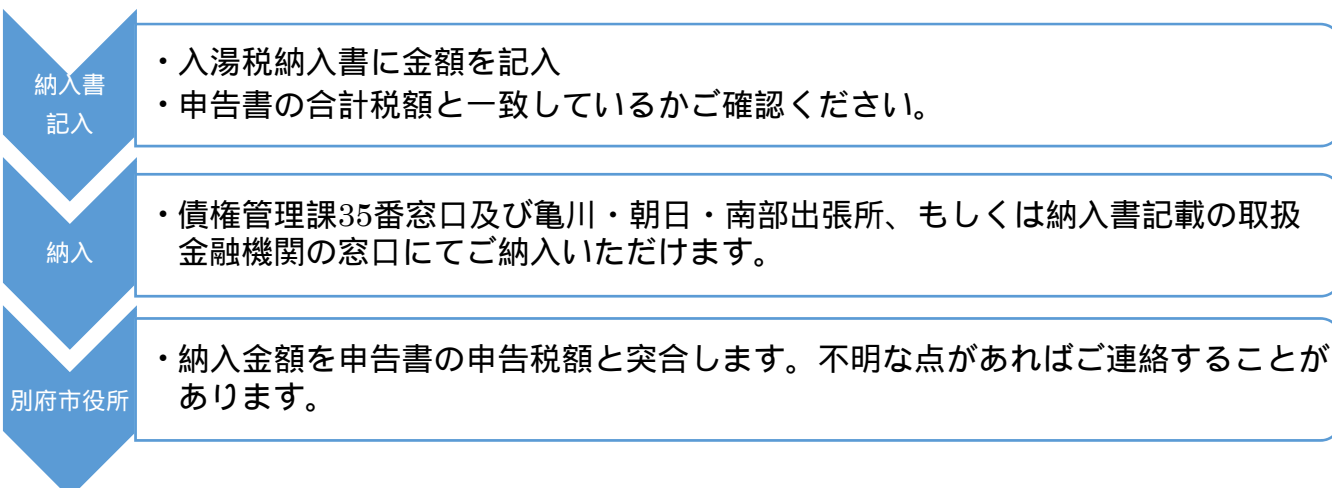 納入書
記入
・入湯税納入書に金額を記入
・申告書の合計税額と一致しているかご確認ください。
納入
・債権管理課35番窓口及び亀川・朝日・南部出張所、もしくは納入書記載の取扱
金融機関の窓口にてご納入いただけます。
別府市役所
・納入金額を申告書の申告税額と突合します。不明な点があればご連絡することが
あります。